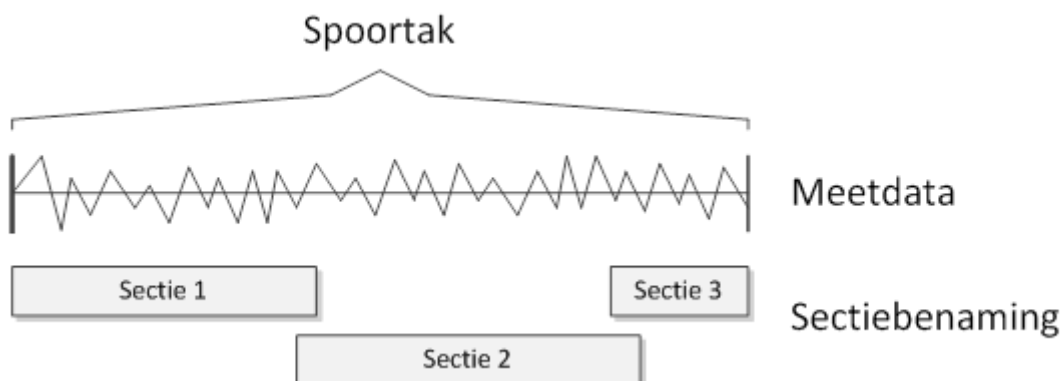 Spoortak
Meetdata
Sectie 1
Sectie 3
Sectiebenaming
Sectie 2